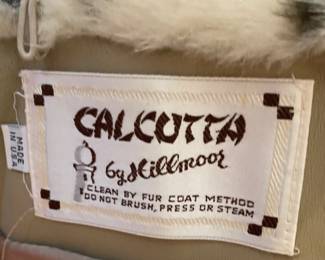 MADE
IN USA
CALCUTTA
by Hillmoor
CLEAN BY FUR COAT METHOD
DO NOT BRUSH, PRESS OR STEAM